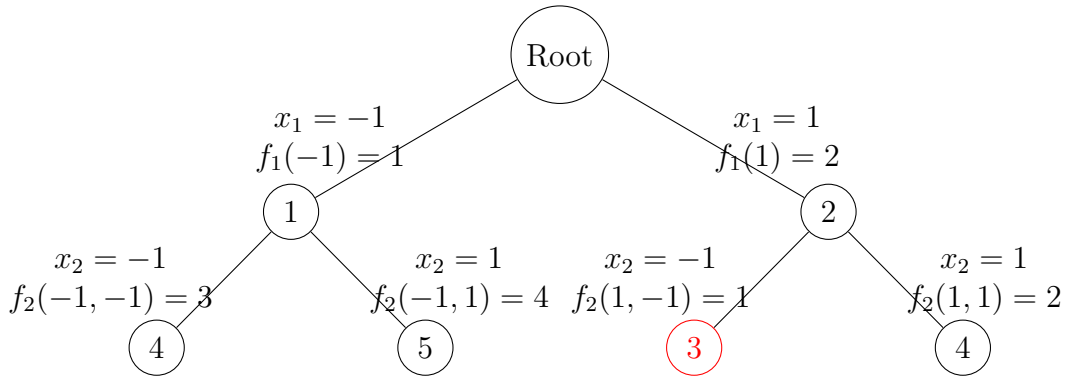 Root
x₁ = −1
f₁(−1) = 1
x₁ = 1
f₁(1) = 2
1
2
x₂ = −1
f₂(−1, −1) = 3
x₂ = 1
f₂(−1, 1) = 4
x₂ = −1
f₂(1, −1) = 1
x₂ = 1
f₂(1, 1) = 2
4
5
3
4